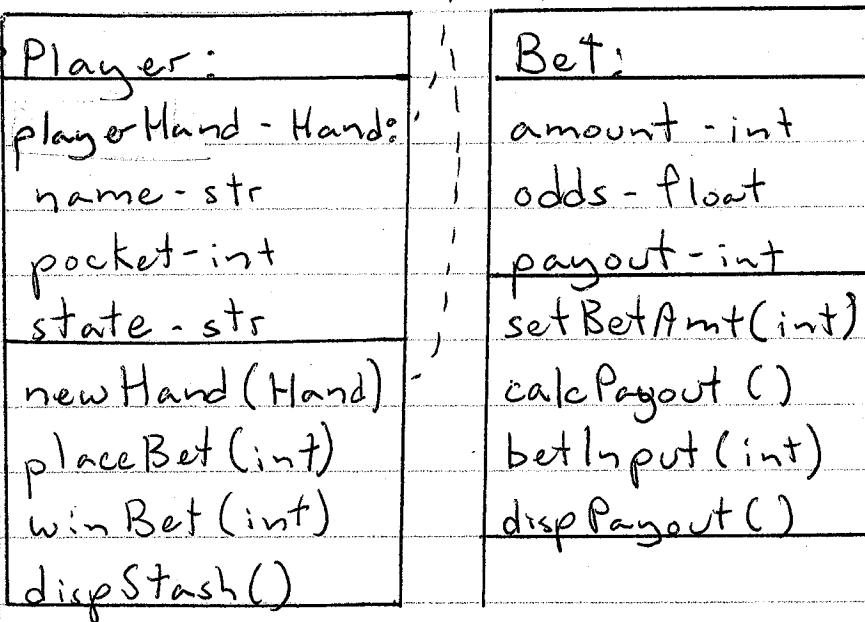 Player:
playerHand - Hand:
name - str
pocket - int
state - str
newHand (Hand)
placeBet (int)
winBet (int)
dispStash ()
Bet:
amount - int
odds - float
payout - int
setBetAmt (int)
calcPayout ()
betInput (int)
dispPayout ()